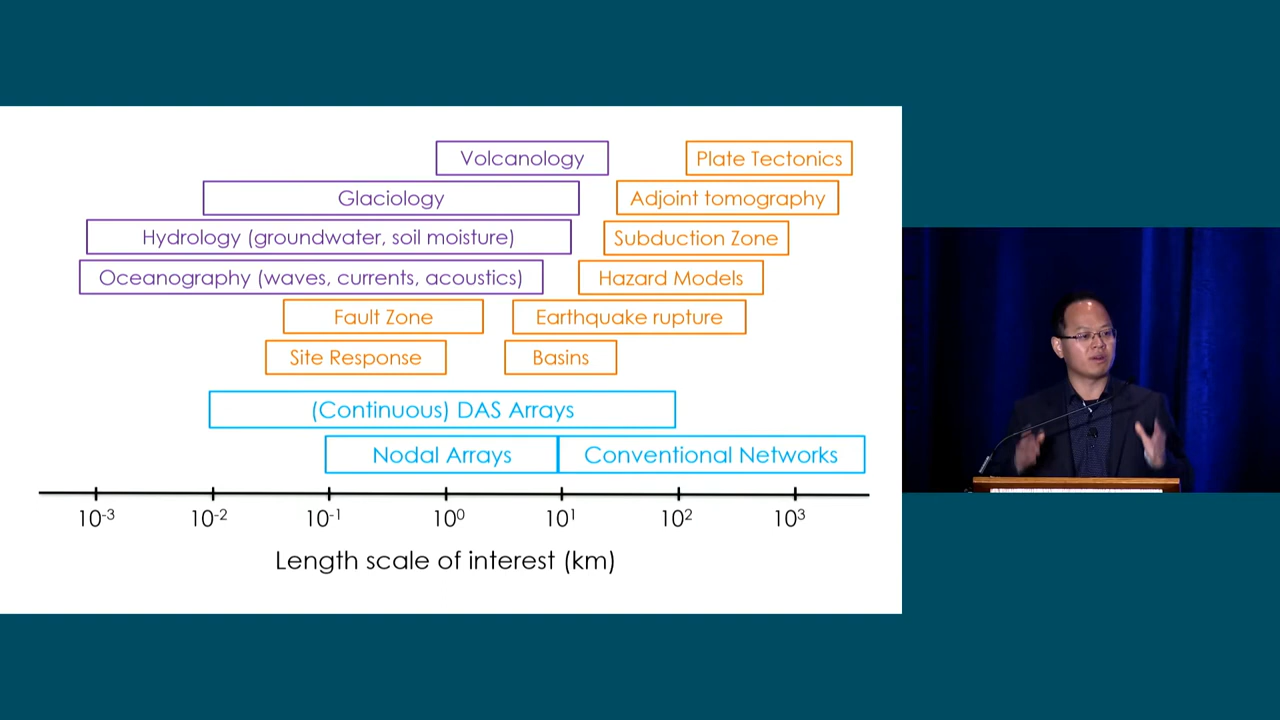 Volcanology
Plate Tectonics
Glaciology
Adjoint tomography
Hydrology (groundwater, soil moisture)
Subduction Zone
Oceanography (waves, currents, acoustics)
Hazard Models
Fault Zone
Earthquake rupture
Site Response
Basins
(Continuous) DAS Arrays
Nodal Arrays
Conventional Networks
10⁻³ 10⁻² 10⁻¹ 10⁰ 10¹ 10² 10³
Length scale of interest (km)